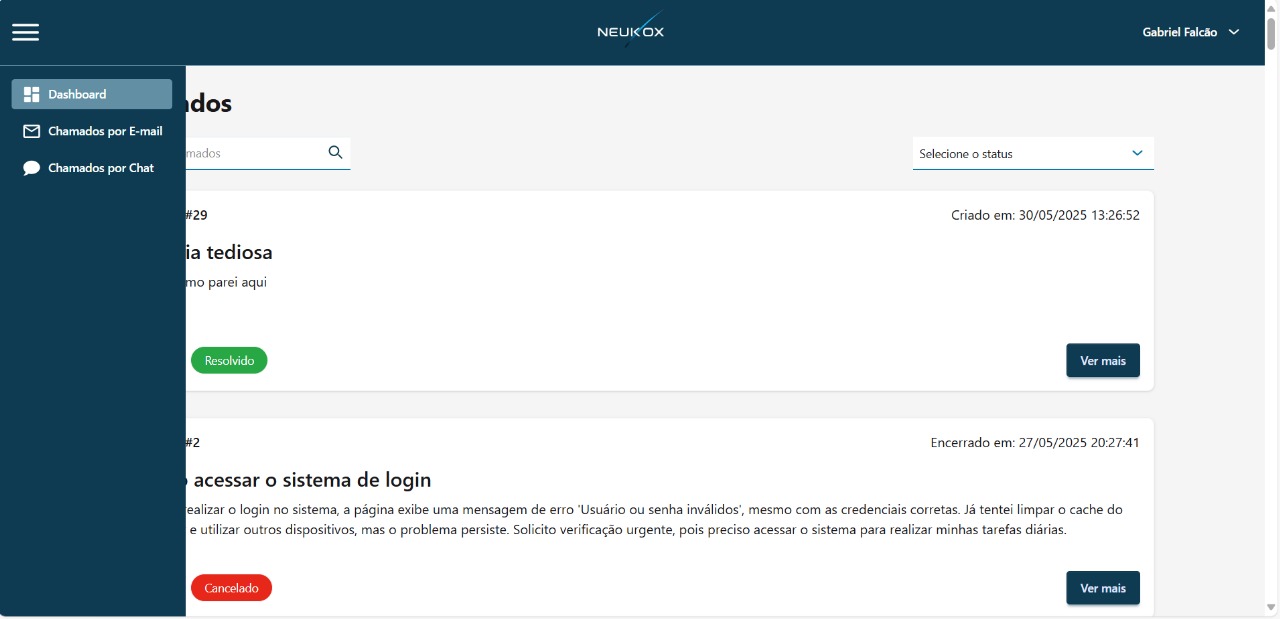 NEUKOX
Gabriel Falcão
Dashboard
Chamados por E-mail
Chamados por Chat
dos
mados
Selecione o status
#29
Criado em: 30/05/2025 13:26:52
ia tediosa
mo parei aqui
Resolvido
Ver mais
#2
Encerrado em: 27/05/2025 20:27:41
acessar o sistema de login
ealizar o login no sistema, a página exibe uma mensagem de erro 'Usuário ou senha inválidos', mesmo com as credenciais corretas. Já tentei limpar o cache do
e utilizar outros dispositivos, mas o problema persiste. Solicito verificação urgente, pois preciso acessar o sistema para realizar minhas tarefas diárias.
Cancelado
Ver mais